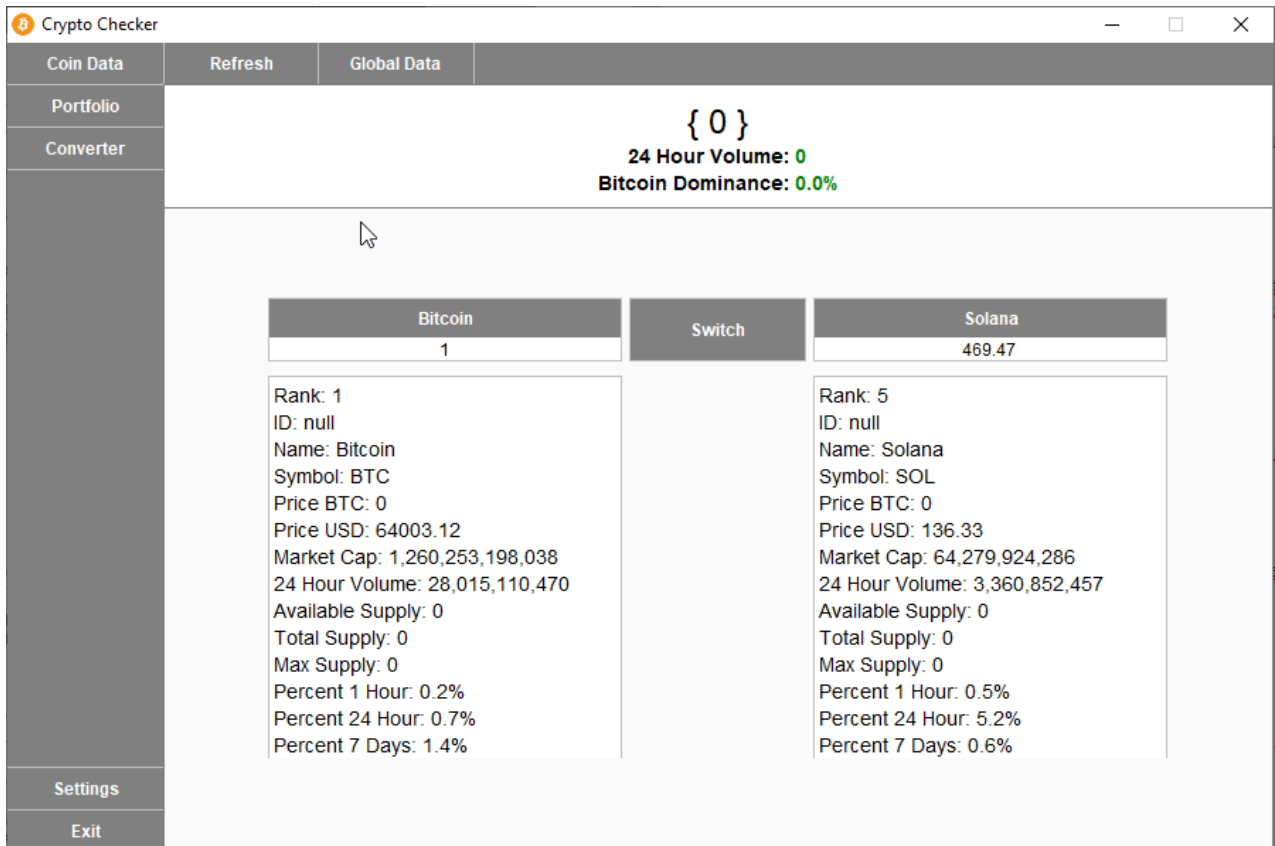 Crypto Checker
Coin Data
Refresh
Global Data
Portfolio
Converter
{ 0 }
24 Hour Volume: 0
Bitcoin Dominance: 0.0%
Bitcoin
1
Switch
Solana
469.47
Rank: 1
ID: null
Name: Bitcoin
Symbol: BTC
Price BTC: 0
Price USD: 64003.12
Market Cap: 1,260,253,198,038
24 Hour Volume: 28,015,110,470
Available Supply: 0
Total Supply: 0
Max Supply: 0
Percent 1 Hour: 0.2%
Percent 24 Hour: 0.7%
Percent 7 Days: 1.4%
Rank: 5
ID: null
Name: Solana
Symbol: SOL
Price BTC: 0
Price USD: 136.33
Market Cap: 64,279,924,286
24 Hour Volume: 3,360,852,457
Available Supply: 0
Total Supply: 0
Max Supply: 0
Percent 1 Hour: 0.5%
Percent 24 Hour: 5.2%
Percent 7 Days: 0.6%
Settings
Exit